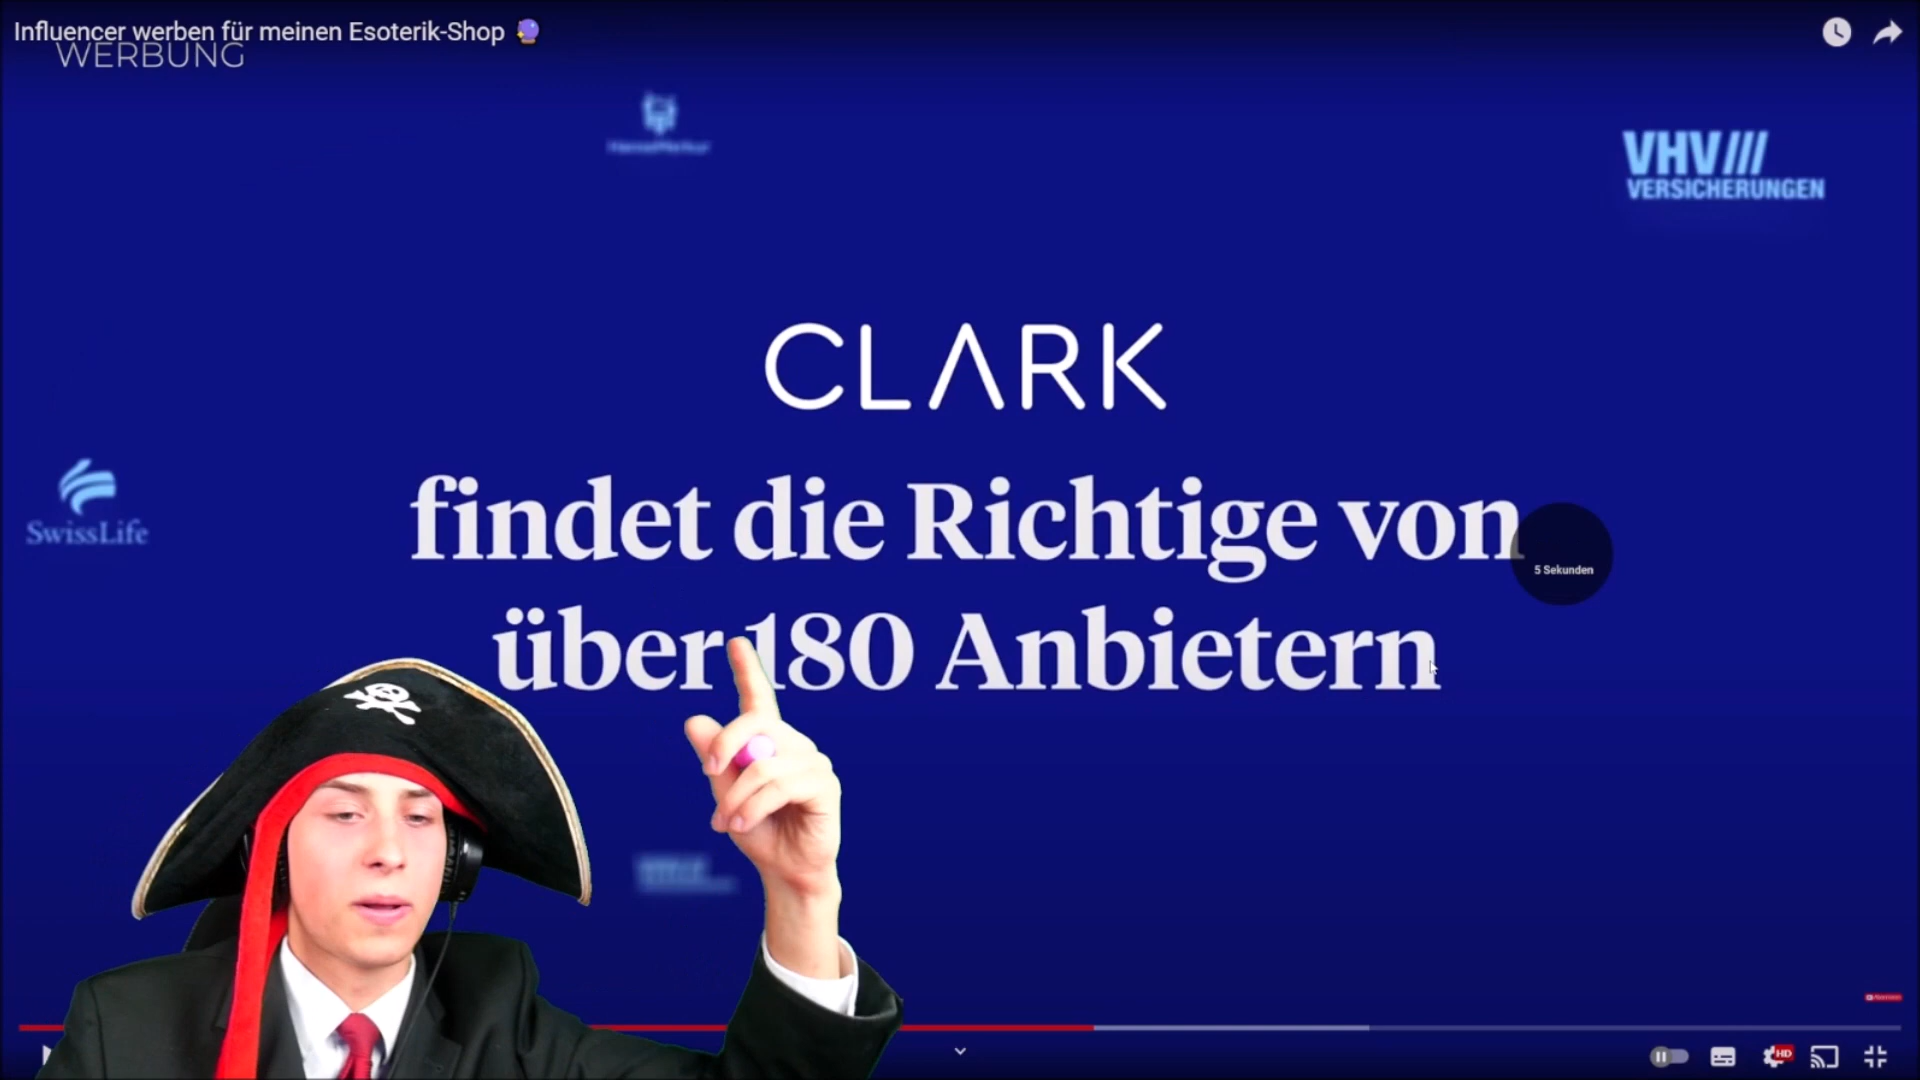 Influencer werben für meinen Esoterik-Shop
WERBUNG
VHV
VERSICHERUNGEN
CLARK
SwissLife
findet die Richtige von
5 Sekunden
über 180 Anbietern
HD